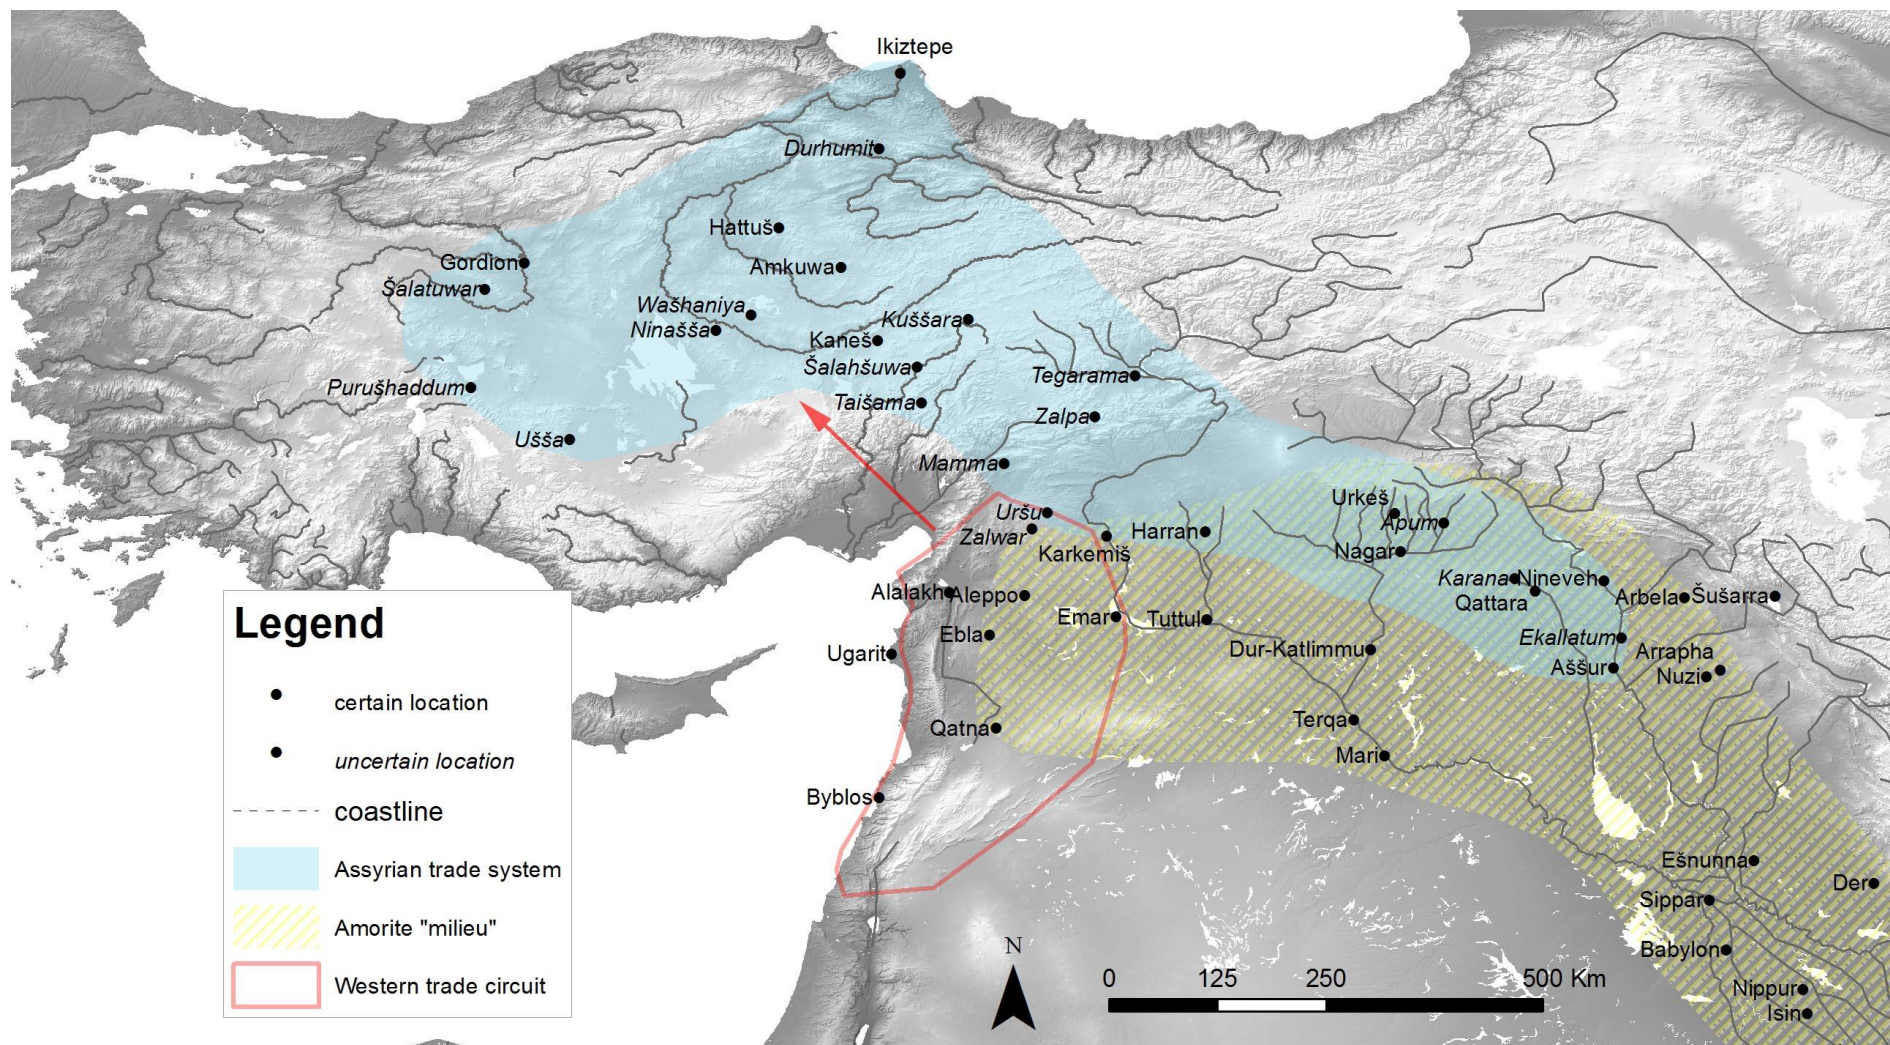 Ikiztepe
Durhumit
Hattuš
Amkuwa
Gordion
Šalatuwar
Wašhaniya
Ninašša
Kuššara
Kaneš
Šalahšuwa
Tegarama
Purušhaddum
Taišama
Zalpa
Ušša
Mamma
Uršu
Zalwar
Karkemiš
Harran
Urkeš
Apum
Nagar
Karana
Nineveh
Qattara
Arbela
Šušarra
Alalakh
Aleppo
Emar
Tuttul
Ebla
Ugarit
Dur-Katlimmu
Ekallatum
Aššur
Arrapha
Nuzi
Qatna
Terqa
Mari
Byblos
Ešnunna
Der
Sippar
Babylon
Nippur
Isin
Legend
certain location
uncertain location
coastline
Assyrian trade system
Amorite "milieu"
Western trade circuit
N
0 125 250 500 Km